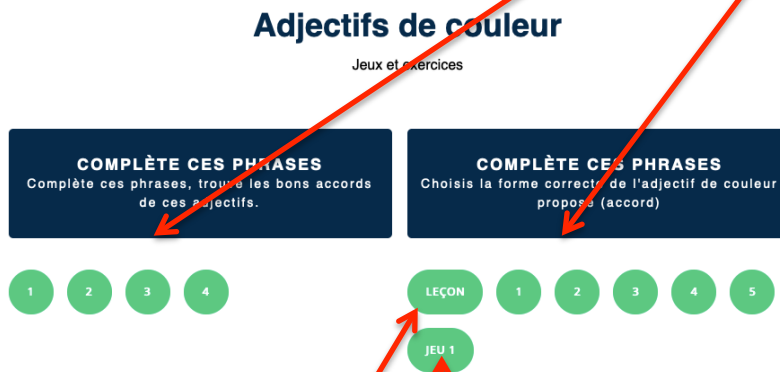 Adjectifs de couleur
Jeux et exercices
COMPLÈTE CES PHRASES
Complète ces phrases, trouve les bons accords
de ces adjectifs.
1 2 3 4
COMPLÈTE CES PHRASES
Choisis la forme correcte de l'adjectif de couleur
proposé (accord)
LEÇON 1 2 3 4 5
JEU 1